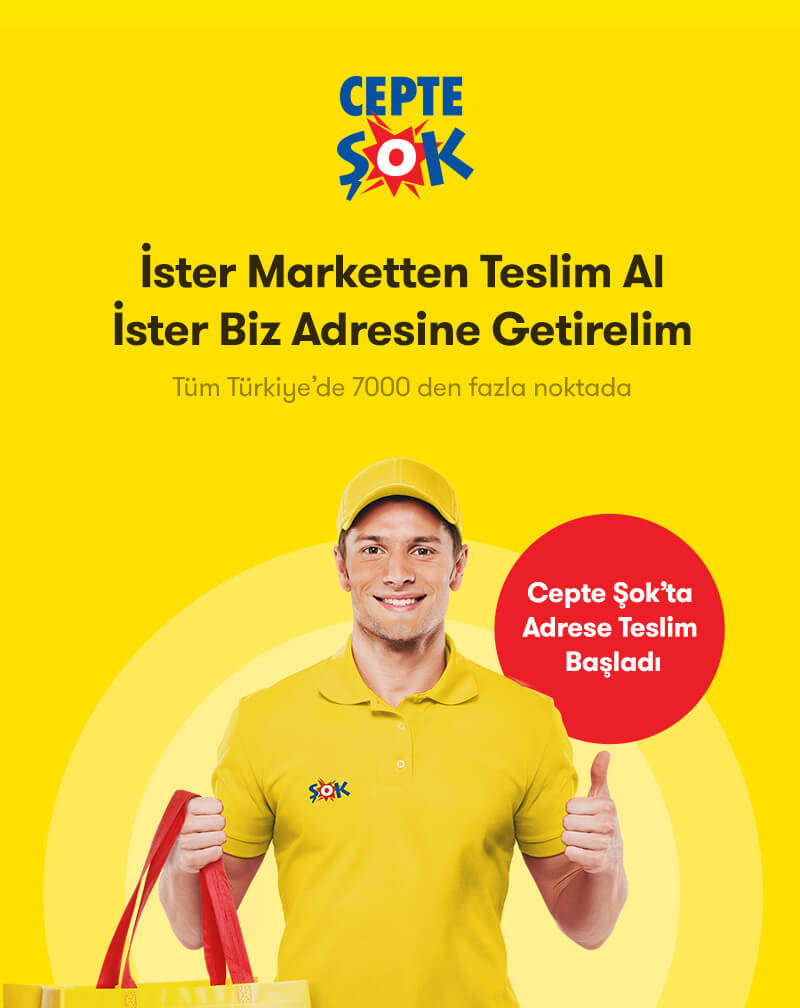 CEPTE
ŞOK
İster Marketten Teslim Al
İster Biz Adresine Getirelim
Tüm Türkiye’de 7000 den fazla noktada
Cepte Şok’ta
Adrese Teslim
Başladı
ŞOK